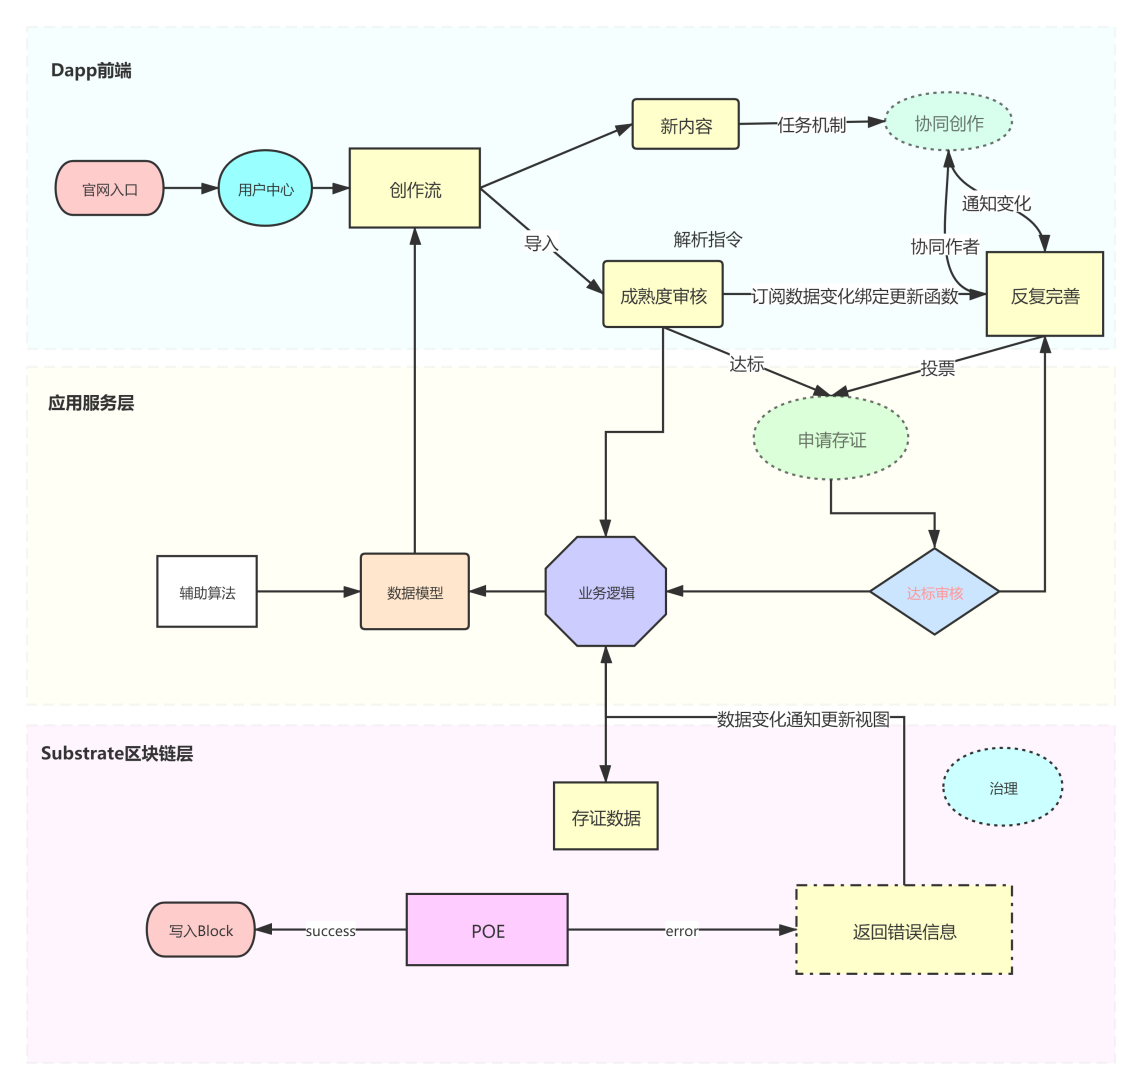 Dapp前端
新内容
任务机制
协同创作
官网入口
用户中心
创作流
通知变化
导入
解析指令
协同作者
成熟度审核
订阅数据变化绑定更新函数
反复完善
达标
投票
应用服务层
申请存证
辅助算法
数据模型
业务逻辑
达标审核
数据变化通知更新视图
Substrate区块链层
治理
存证数据
写入Block
success
POE
error
返回错误信息